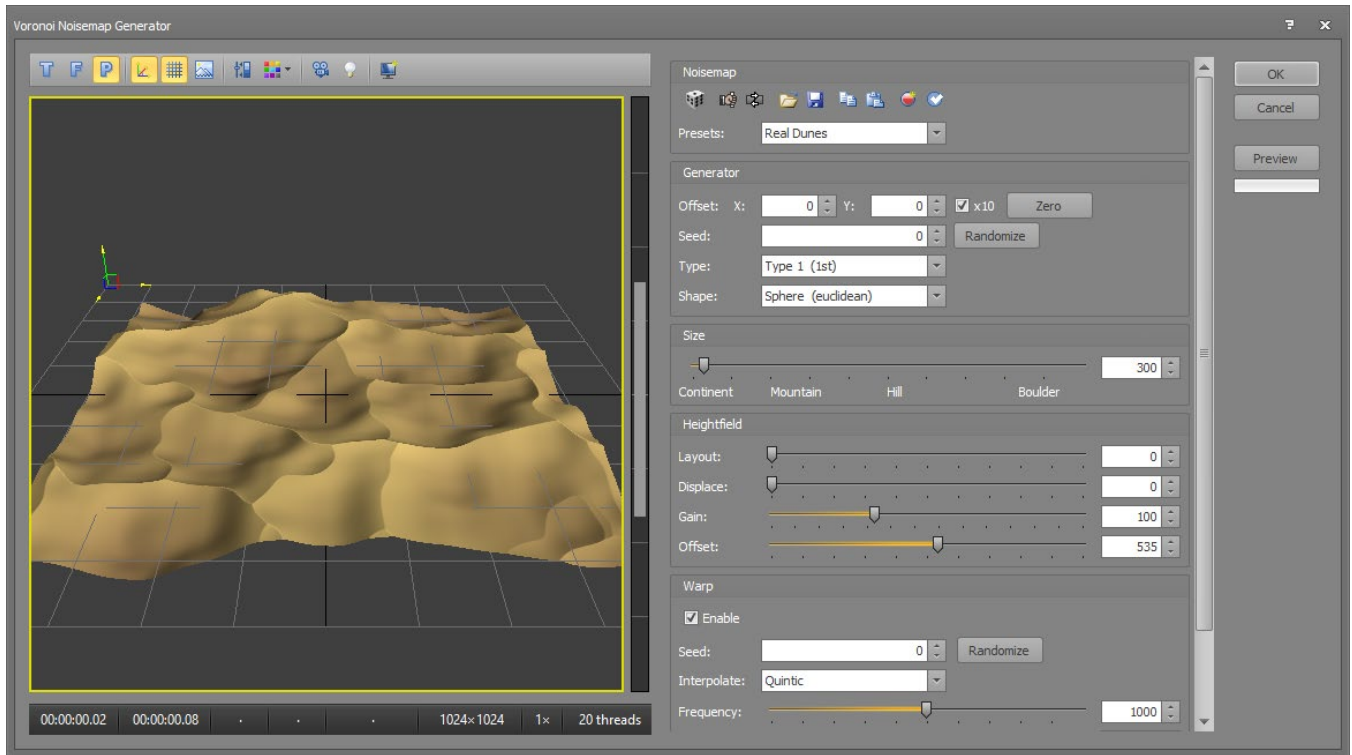 Voronoi Noisemap Generator
T F P
Noisemap
Presets: Real Dunes
Generator
Offset: X: 0 Y: 0 x10 Zero
Seed: 0 Randomize
Type: Type 1 (1st)
Shape: Sphere (euclidean)
Size
300
Continent Mountain Hill Boulder
Heightfield
Layout: 0
Displace: 0
Gain: 100
Offset: 535
Warp
Enable
Seed: 0 Randomize
Interpolate: Quintic
Frequency: 1000
OK
Cancel
Preview
00:00:00.02 00:00:00.08 . . . 1024×1024 1× 20 threads